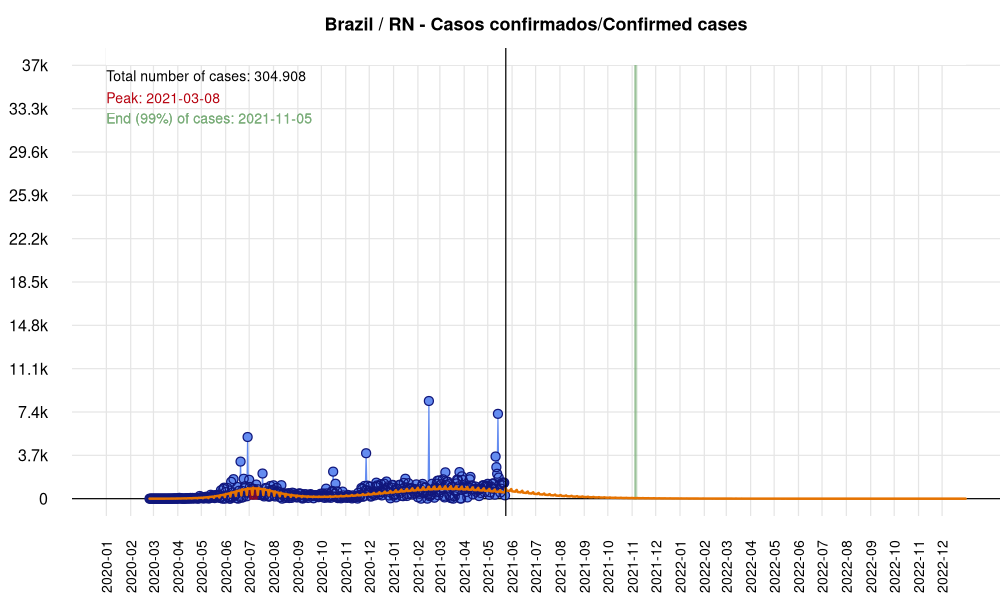 Brazil / RN - Casos confirmados/Confirmed cases
37k
Total number of cases: 304.908
Peak: 2021-03-08
End (99%) of cases: 2021-11-05
33.3k
29.6k
25.9k
22.2k
18.5k
14.8k
11.1k
7.4k
3.7k
0
2020-01
2020-02
2020-03
2020-04
2020-05
2020-06
2020-07
2020-08
2020-09
2020-10
2020-11
2020-12
2021-01
2021-02
2021-03
2021-04
2021-05
2021-06
2021-07
2021-08
2021-09
2021-10
2021-11
2021-12
2022-01
2022-02
2022-03
2022-04
2022-05
2022-06
2022-07
2022-08
2022-09
2022-10
2022-11
2022-12